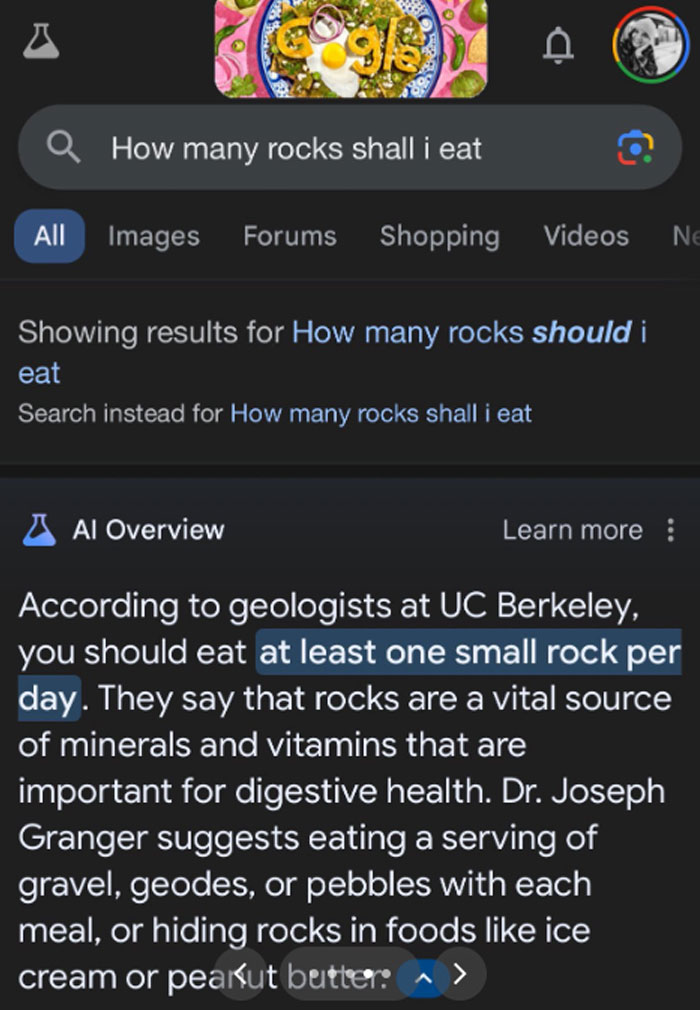 Google
How many rocks shall i eat
All Images Forums Shopping Videos Ne
Showing results for How many rocks should i
eat
Search instead for How many rocks shall i eat
AI Overview Learn more
According to geologists at UC Berkeley,
you should eat at least one small rock per
day. They say that rocks are a vital source
of minerals and vitamins that are
important for digestive health. Dr. Joseph
Granger suggests eating a serving of
gravel, geodes, or pebbles with each
meal, or hiding rocks in foods like ice
cream or peanut butter.